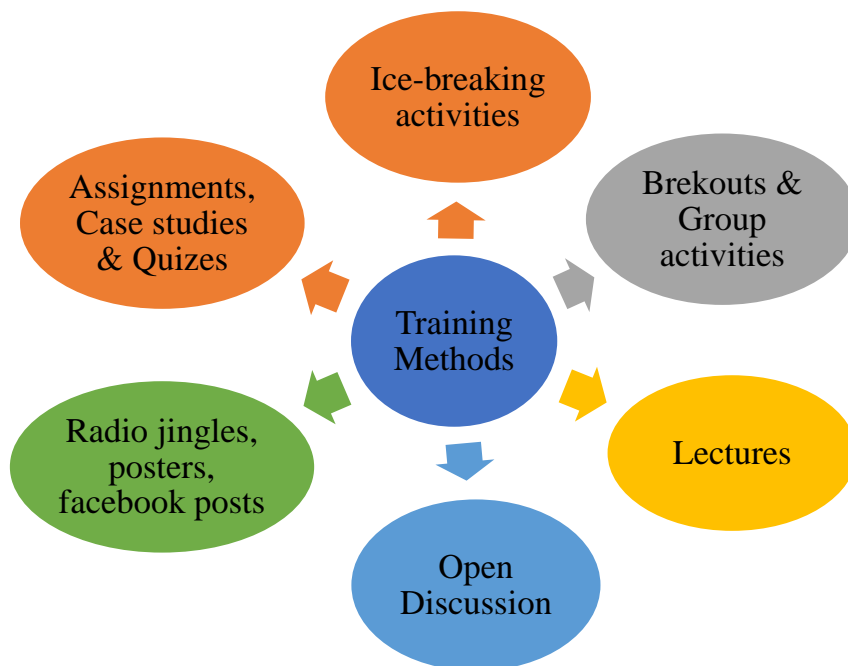 Ice-breaking
activities
Assignments,
Case studies
& Quizes
Brekouts &
Group
activities
Training
Methods
Radio jingles,
posters,
facebook posts
Lectures
Open
Discussion